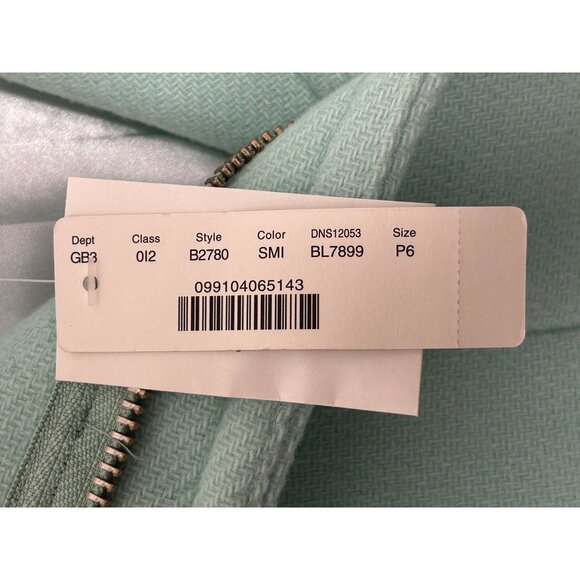 Dept Class Style Color DNS12053 Size
GB3 0I2 B2780 SMI BL7899 P6
099104065143